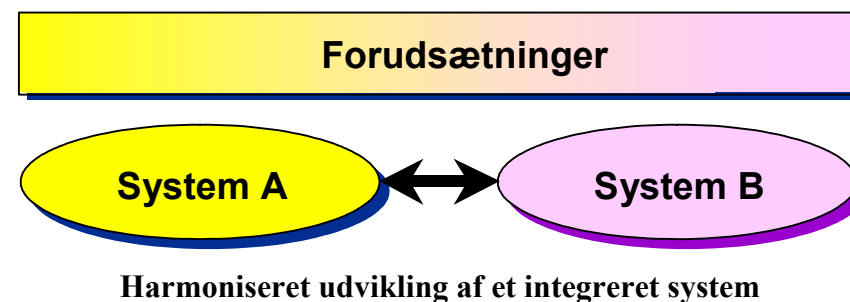 Forudsætninger
System A
System B
Harmoniseret udvikling af et integreret system